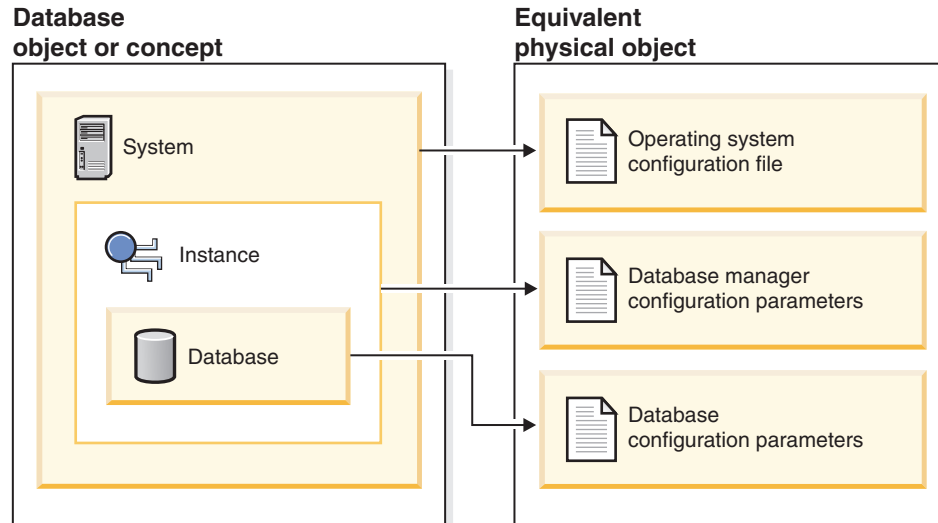 Database
object or concept
Equivalent
physical object
System
Instance
Database
Operating system
configuration file
Database manager
configuration parameters
Database
configuration parameters